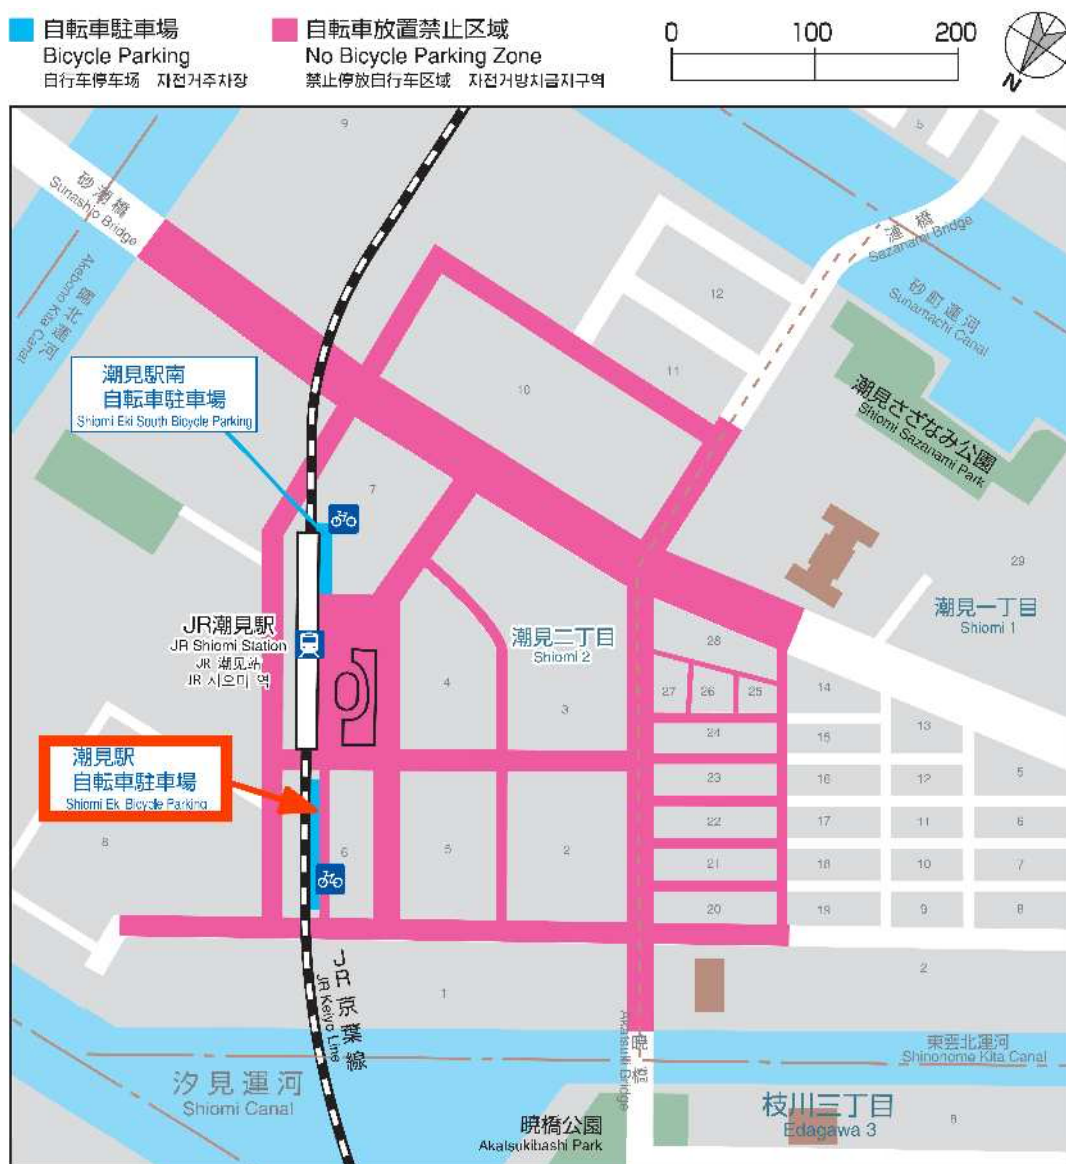 自転車駐車場
Bicycle Parking
自行车停车场 자전거주차장
自転車放置禁止区域
No Bicycle Parking Zone
禁止停放自行车区域 자전거방치금지구역
0 100 200
N
9
砂潮橋
Sunashio Bridge
曙北運河
Akebono Kita Canal
漣橋
Sazanami Bridge
砂町運河
Sunamachi Canal
12
11
10
潮見駅南
自転車駐車場
Shiomi Eki South Bicycle Parking
潮見さざなみ公園
Shiomi Sazanami Park
7
29
潮見一丁目
Shiomi 1
JR潮見駅
JR Shiomi Station
JR 潮见站
JR 시오미 역
潮見二丁目
Shiomi 2
28
27 26 25
4
3
14
24
13
15
潮見駅
自転車駐車場
Shiomi Eki Bicycle Parking
23
16
12
5
22
17
11
6
8
6
5
2
21
18
10
7
20
19
9
8
JR京葉線
JR Keiyo Line
1
2
暁橋
Akatsuki Bridge
東雲北運河
Shinonome Kita Canal
汐見運河
Shiomi Canal
暁橋公園
Akatsukibashi Park
枝川三丁目
Edagawa 3
8